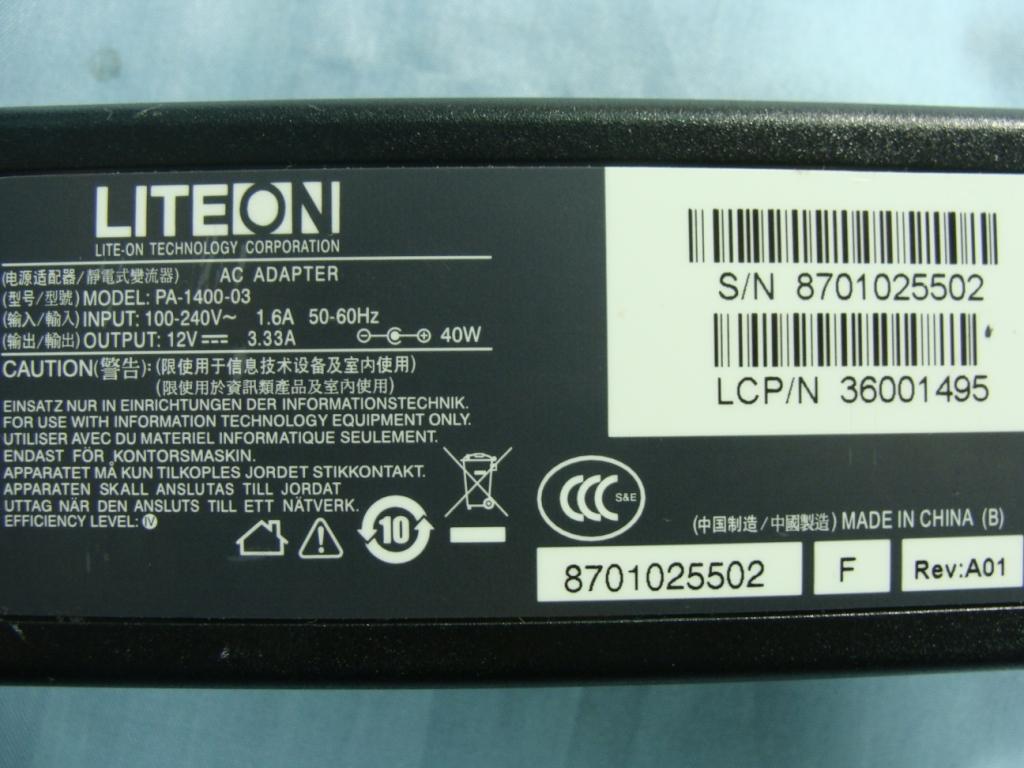 LITEON
LITE-ON TECHNOLOGY CORPORATION
(电源适配器/靜電式變流器) AC ADAPTER
(型号/型號) MODEL: PA-1400-03
(输入/輸入) INPUT: 100-240V~ 1.6A 50-60Hz
(输出/輸出) OUTPUT: 12V⎓ 3.33A 40W
CAUTION(警告): (限使用于信息技术设备及室内使用)
(限使用於資訊類產品及室內使用)
EINSATZ NUR IN EINRICHTUNGEN DER INFORMATIONSTECHNIK.
FOR USE WITH INFORMATION TECHNOLOGY EQUIPMENT ONLY.
UTILISER AVEC DU MATERIEL INFORMATIQUE SEULEMENT.
ENDAST FÖR KONTORSMASKIN.
APPARATET MÅ KUN TILKOPLES JORDET STIKKONTAKT.
APPARATEN SKALL ANSLUTAS TILL JORDAT
UTTAG NÄR DEN ANSLUTS TILL ETT NÄTVERK.
EFFICIENCY LEVEL: IV
10
S/N 8701025502
LCP/N 36001495
CCC S&E
(中国制造/中國製造) MADE IN CHINA (B)
8701025502 F Rev:A01